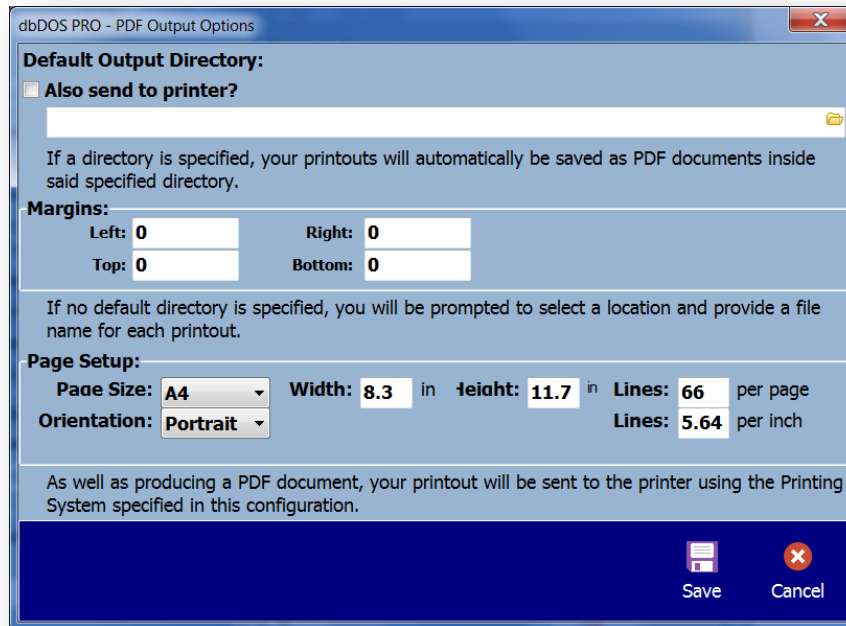 dbDOS PRO - PDF Output Options
Default Output Directory:
Also send to printer?
If a directory is specified, your printouts will automatically be saved as PDF documents inside
said specified directory.
Margins:
Left: 0 Right: 0
Top: 0 Bottom: 0
If no default directory is specified, you will be prompted to select a location and provide a file
name for each printout.
Page Setup:
Page Size: A4 Width: 8.3 in Height: 11.7 in Lines: 66 per page
Orientation: Portrait Lines: 5.64 per inch
As well as producing a PDF document, your printout will be sent to the printer using the Printing
System specified in this configuration.
Save Cancel